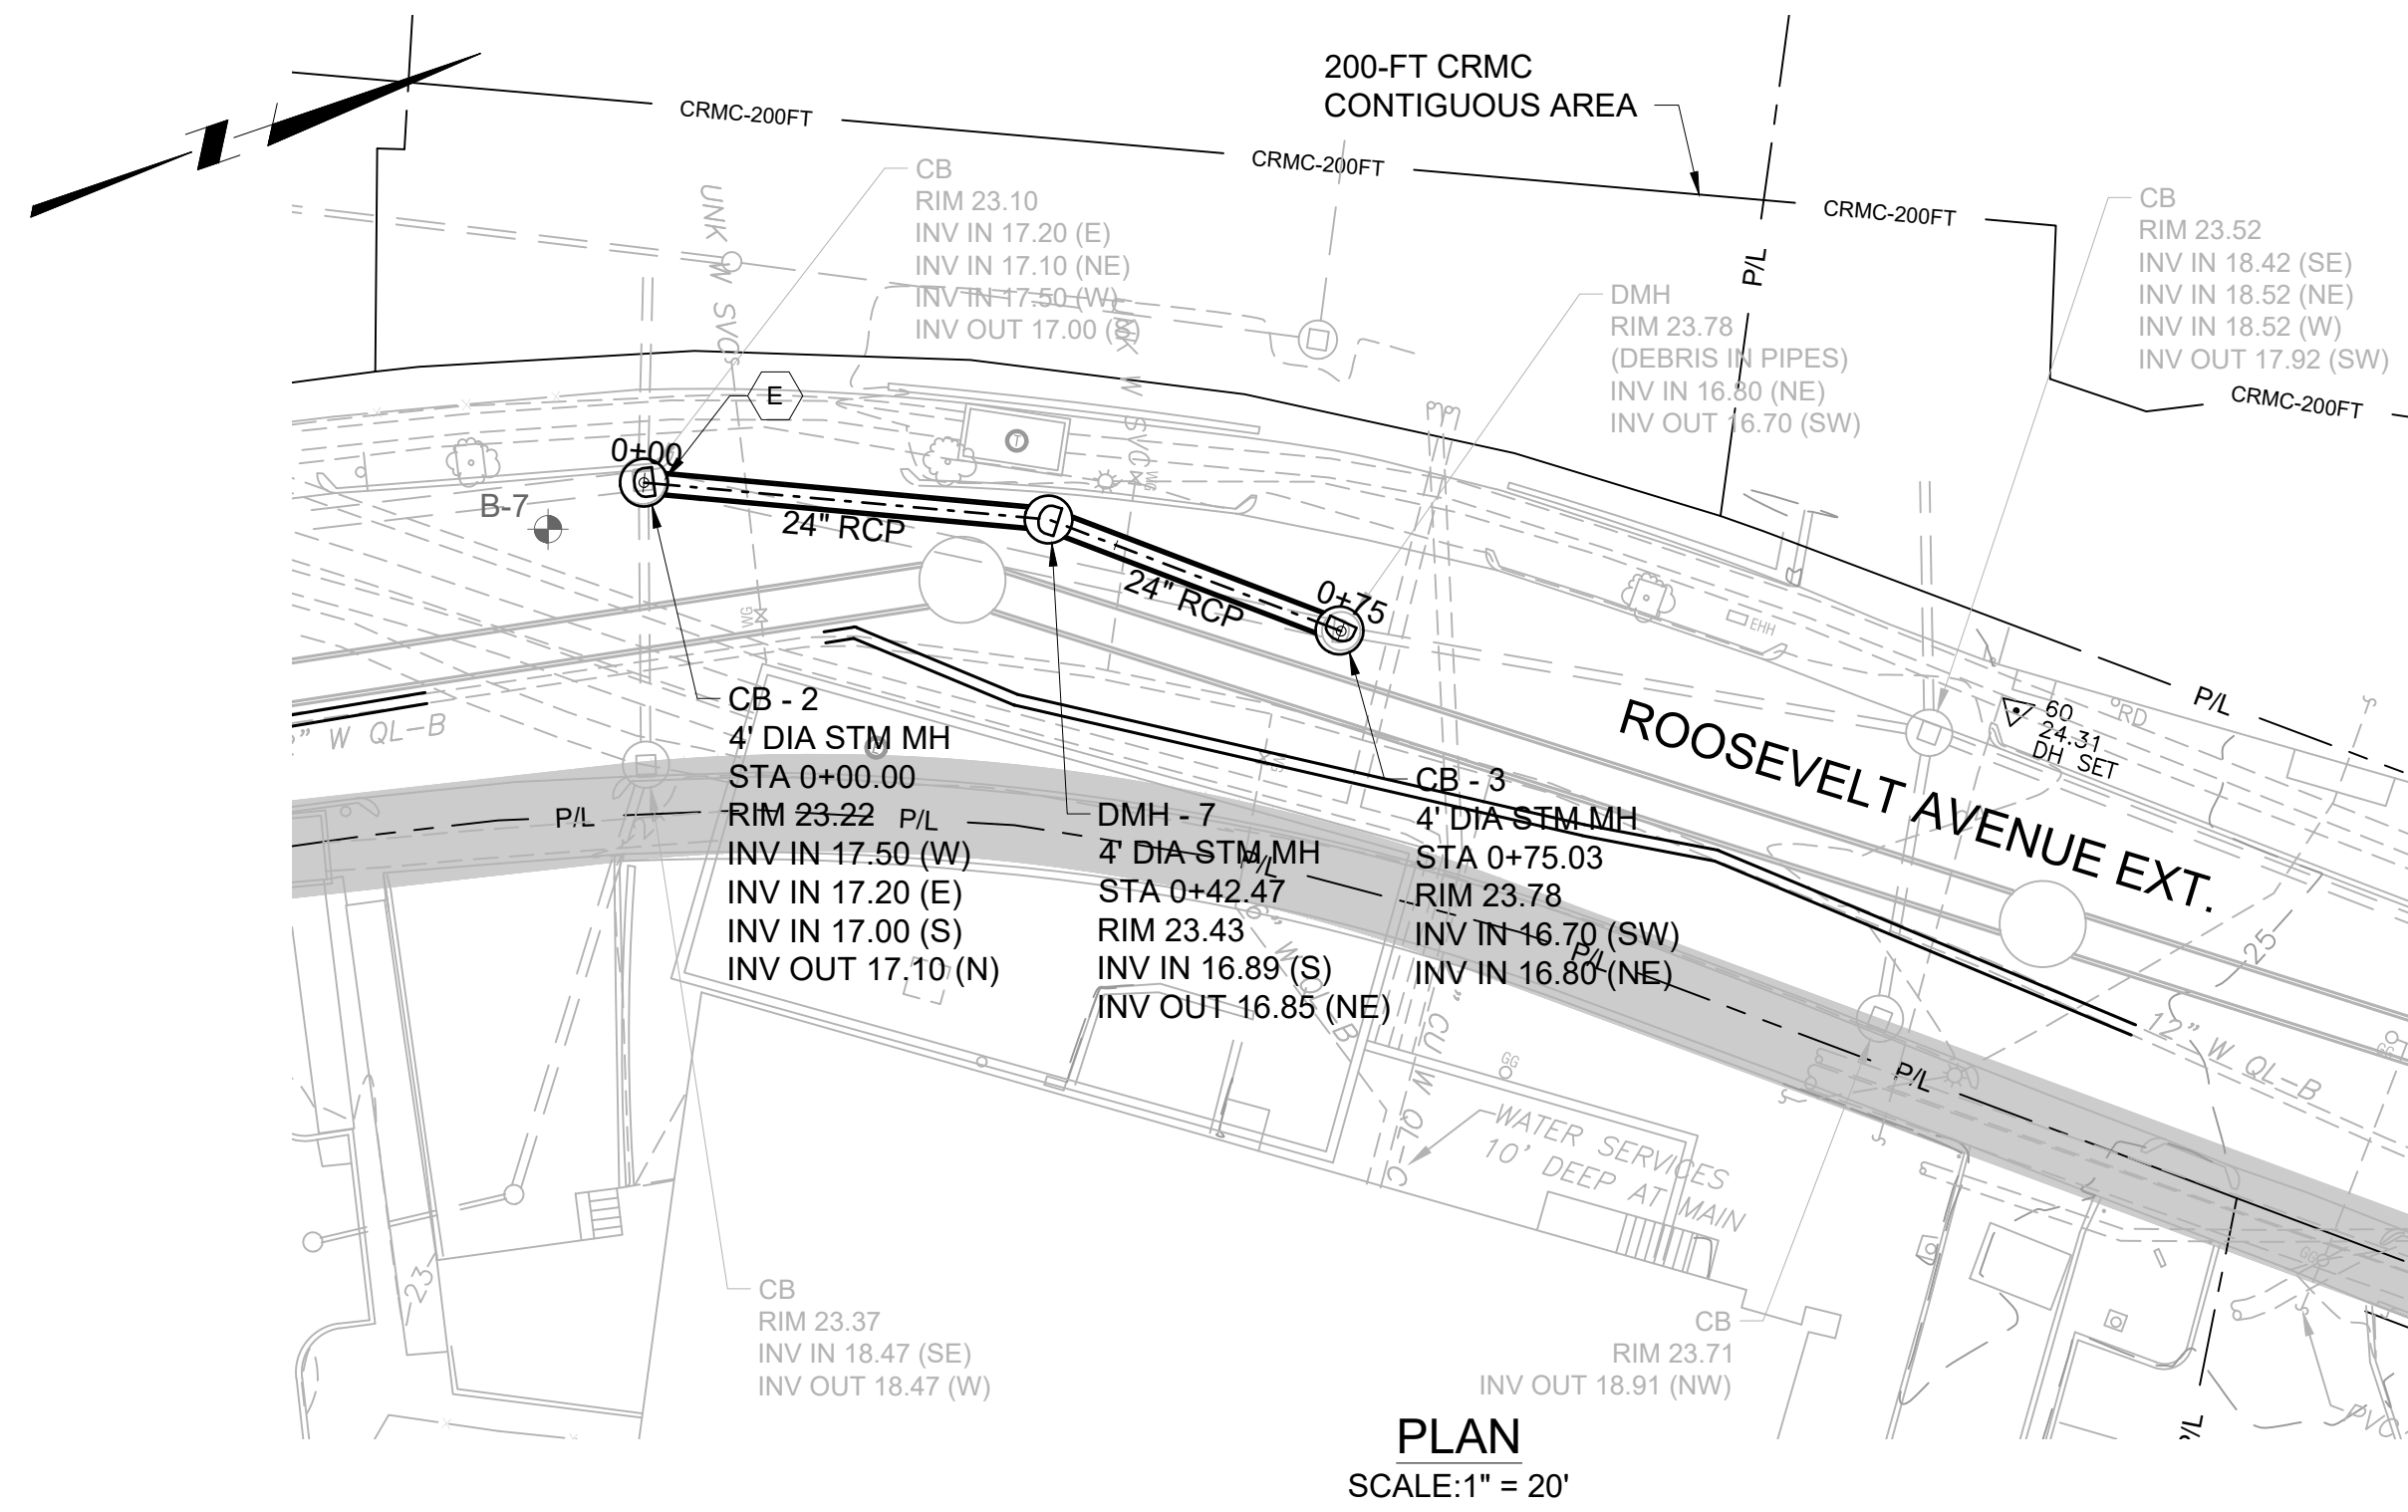 200-FT CRMC
CONTIGUOUS AREA
CRMC-200FT
CRMC-200FT
CRMC-200FT
CRMC-200FT
CB
RIM 23.10
INV IN 17.20 (E)
INV IN 17.10 (NE)
INV IN 17.50 (W)
INV OUT 17.00 (S)
CB
RIM 23.52
INV IN 18.42 (SE)
INV IN 18.52 (NE)
INV IN 18.52 (W)
INV OUT 17.92 (SW)
DMH
RIM 23.78
(DEBRIS IN PIPES)
INV IN 16.80 (NE)
INV OUT 16.70 (SW)
UNK W SVC
UNK W SVC
P/L
E
T
0+00
B-7
24" RCP
24" RCP
0+75
WG
WG
EHH
RD
60
24.31
DH SET
P/L
ROOSEVELT AVENUE EXT.
W QL-B
CB - 2
4' DIA STM MH
STA 0+00.00
RIM 23.22
INV IN 17.50 (W)
INV IN 17.20 (E)
INV IN 17.00 (S)
INV OUT 17.10 (N)
P/L
P/L
P/L
P/L
P/L
DMH - 7
4' DIA STM MH
STA 0+42.47
RIM 23.43
INV IN 16.89 (S)
INV OUT 16.85 (NE)
CB - 3
4' DIA STM MH
STA 0+75.03
RIM 23.78
INV IN 16.70 (SW)
INV IN 16.80 (NE)
25
12" W QL-B
GG
GG
GG
WATER SERVICES
10' DEEP AT MAIN
23
CB
RIM 23.37
INV IN 18.47 (SE)
INV OUT 18.47 (W)
CB
RIM 23.71
INV OUT 18.91 (NW)
P/L
PVC
PLAN
SCALE:1" = 20'